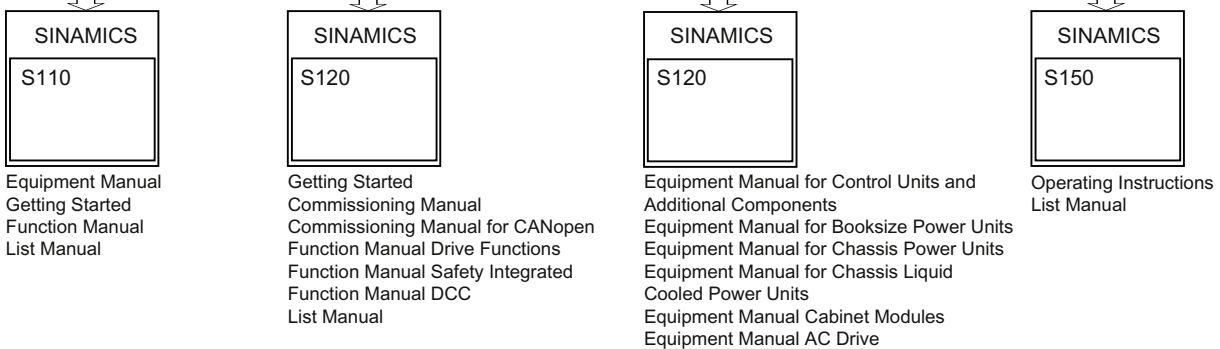 SINAMICS
S110
Equipment Manual
Getting Started
Function Manual
List Manual
SINAMICS
S120
Getting Started
Commissioning Manual
Commissioning Manual for CANopen
Function Manual Drive Functions
Function Manual Safety Integrated
Function Manual DCC
List Manual
SINAMICS
S120
Equipment Manual for Control Units and
Additional Components
Equipment Manual for Booksize Power Units
Equipment Manual for Chassis Power Units
Equipment Manual for Chassis Liquid
Cooled Power Units
Equipment Manual Cabinet Modules
Equipment Manual AC Drive
SINAMICS
S150
Operating Instructions
List Manual